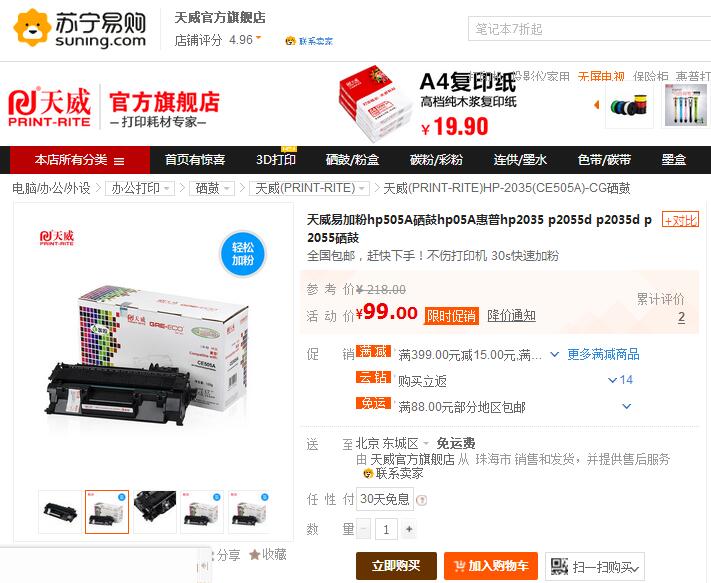 苏宁易购
suning.com
天威官方旗舰店
店铺评分 4.96
联系卖家
笔记本7折起
投影仪/家用 无屏电视 保险柜 惠普打
天威
PRINT-RITE
官方旗舰店
打印耗材专家
A4复印纸
高档纯木浆复印纸
¥19.90
本店所有分类 首页有惊喜 3D打印 硒鼓/粉盒 碳粉/彩粉 连供/墨水 色带/碳带 墨盒
电脑/办公/外设 > 办公打印 > 硒鼓 > 天威(PRINT-RITE) > 天威(PRINT-RITE)HP-2035(CE505A)-CG硒鼓
天威
PRINT-RITE
轻松
加粉
天威
CRE-ECO
CE505A
天威易加粉hp505A硒鼓hp05A惠普hp2035 p2055d p2035d p
2055硒鼓
+对比
全国包邮，赶快下手！不伤打印机 30s快速加粉
参考价 ¥218.00
累计评价
2
活动价 ¥99.00 限时促销 降价通知
促销 满减 满399.00元减15.00元,满... 更多满减商品
云钻 购买立返 14
免运 满88.00元部分地区包邮
送至 北京 东城区 免运费
由 天威官方旗舰店 从 珠海市 销售和发货，并提供售后服务
联系卖家
任性付 30天免息
数量 - 1 +
分享 收藏
立即购买 加入购物车 扫一扫购买